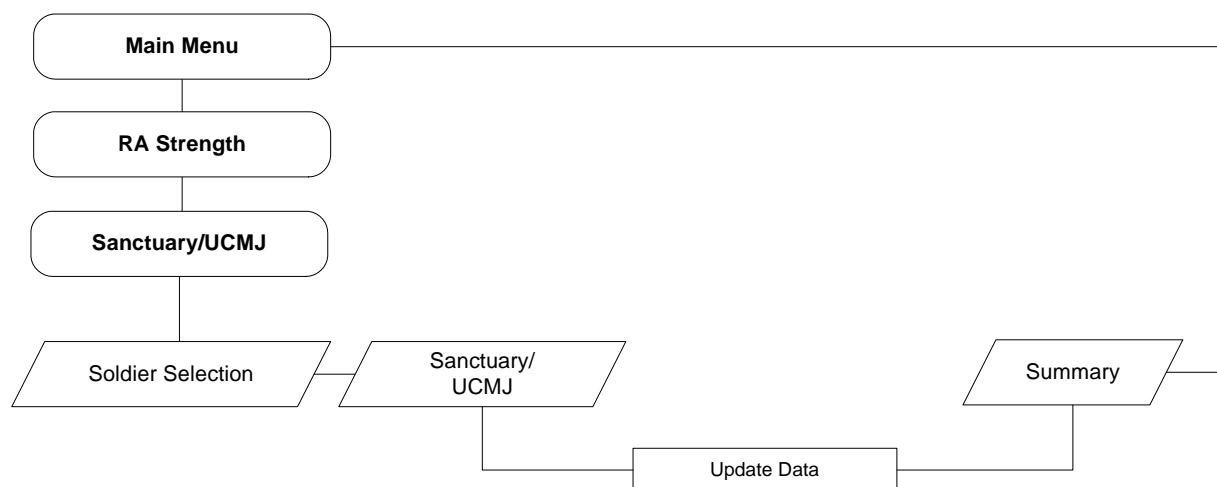 Main Menu
RA Strength
Sanctuary/UCMJ
Soldier Selection
Sanctuary/
UCMJ
Update Data
Summary